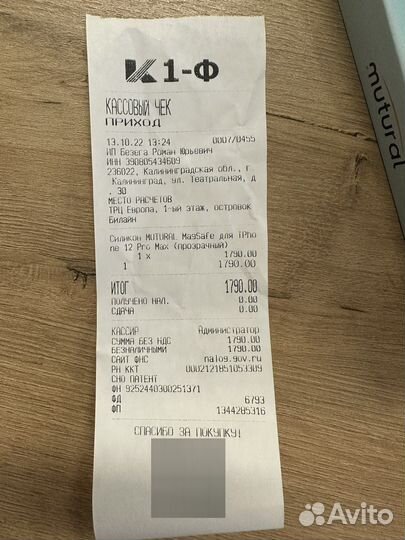 K 1-Ф
КАССОВЫЙ ЧЕК
ПРИХОД
13.10.22 13:24 0007/0455
ИП Безега Роман Юрьевич
ИНН 390805434609
236022, Калининградская обл., г
Калининград, ул. Театральная, д
. 30
МЕСТО РАСЧЕТОВ
ТРЦ Европа, 1-ый этаж, островок
Билайн
Силикон MUTURAL MagSafe для iPho
ne 12 Pro Max (прозрачный)
1 x 1790.00
1 1790.00
ИТОГ 1790.00
ПОЛУЧЕНО НАЛ. 0.00
СДАЧА 0.00
КАССИР Администратор
СУММА БЕЗ НДС 1790.00
БЕЗНАЛИЧНЫМИ 1790.00
САЙТ ФНС nalog.gov.ru
РН ККТ 0002121851053309
СНО ПАТЕНТ
ФН 9252440300251371
ФД 6793
ФП 1344285316
СПАСИБО ЗА ПОКУПКУ!
mutural
Avito